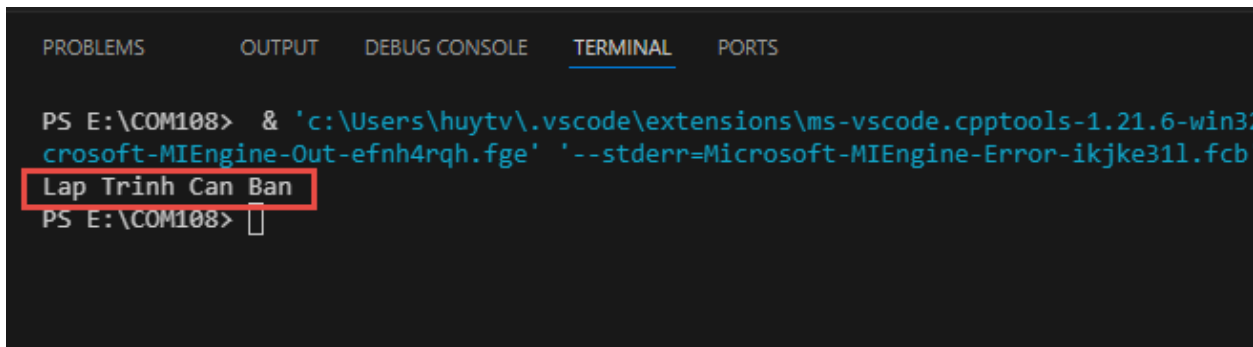 PROBLEMS OUTPUT DEBUG CONSOLE TERMINAL PORTS
PS E:\COM108>  & 'c:\Users\huytv\.vscode\extensions\ms-vscode.cpptools-1.21.6-win32
crosoft-MIEngine-Out-efnh4rqh.fge' '--stderr=Microsoft-MIEngine-Error-ikjke31l.fcb
Lap Trinh Can Ban
PS E:\COM108>